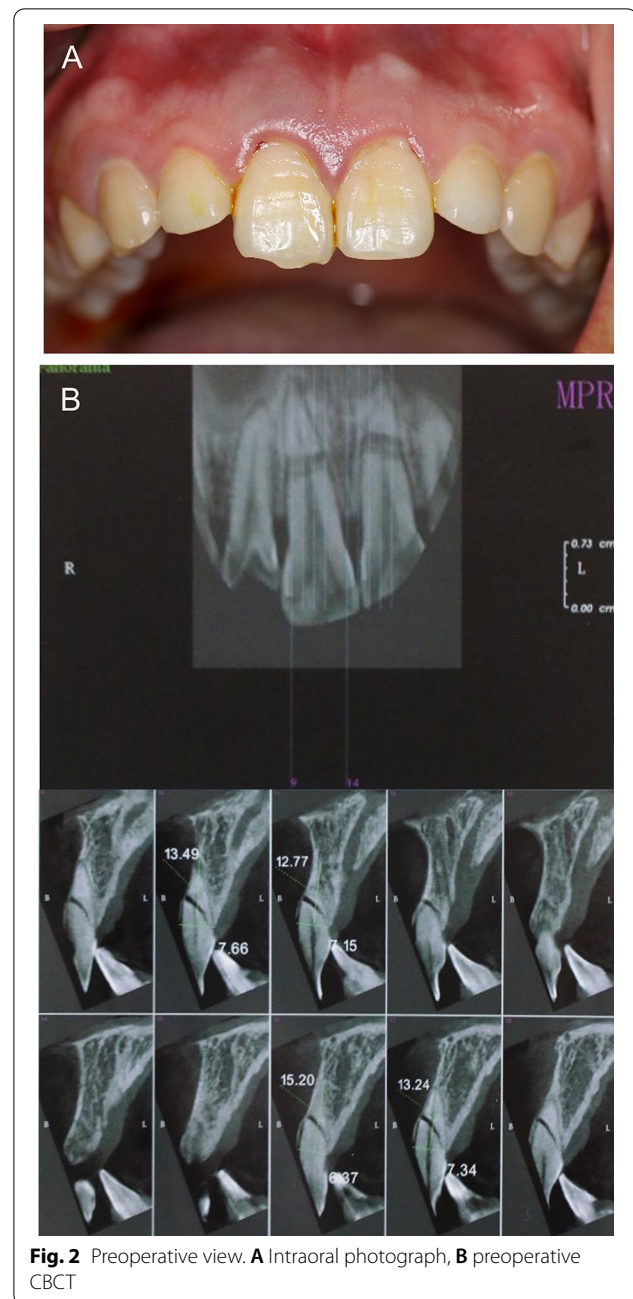 A
Panorama
B
MPR
0.73 cm
R
L
0.00 cm
9 14
13.49
12.77
B L B L B L B L B L
7.66
7.15
15.20
13.24
B L B L B L B L B L
6.37
7.34
Fig. 2 Preoperative view. A Intraoral photograph, B preoperative
CBCT